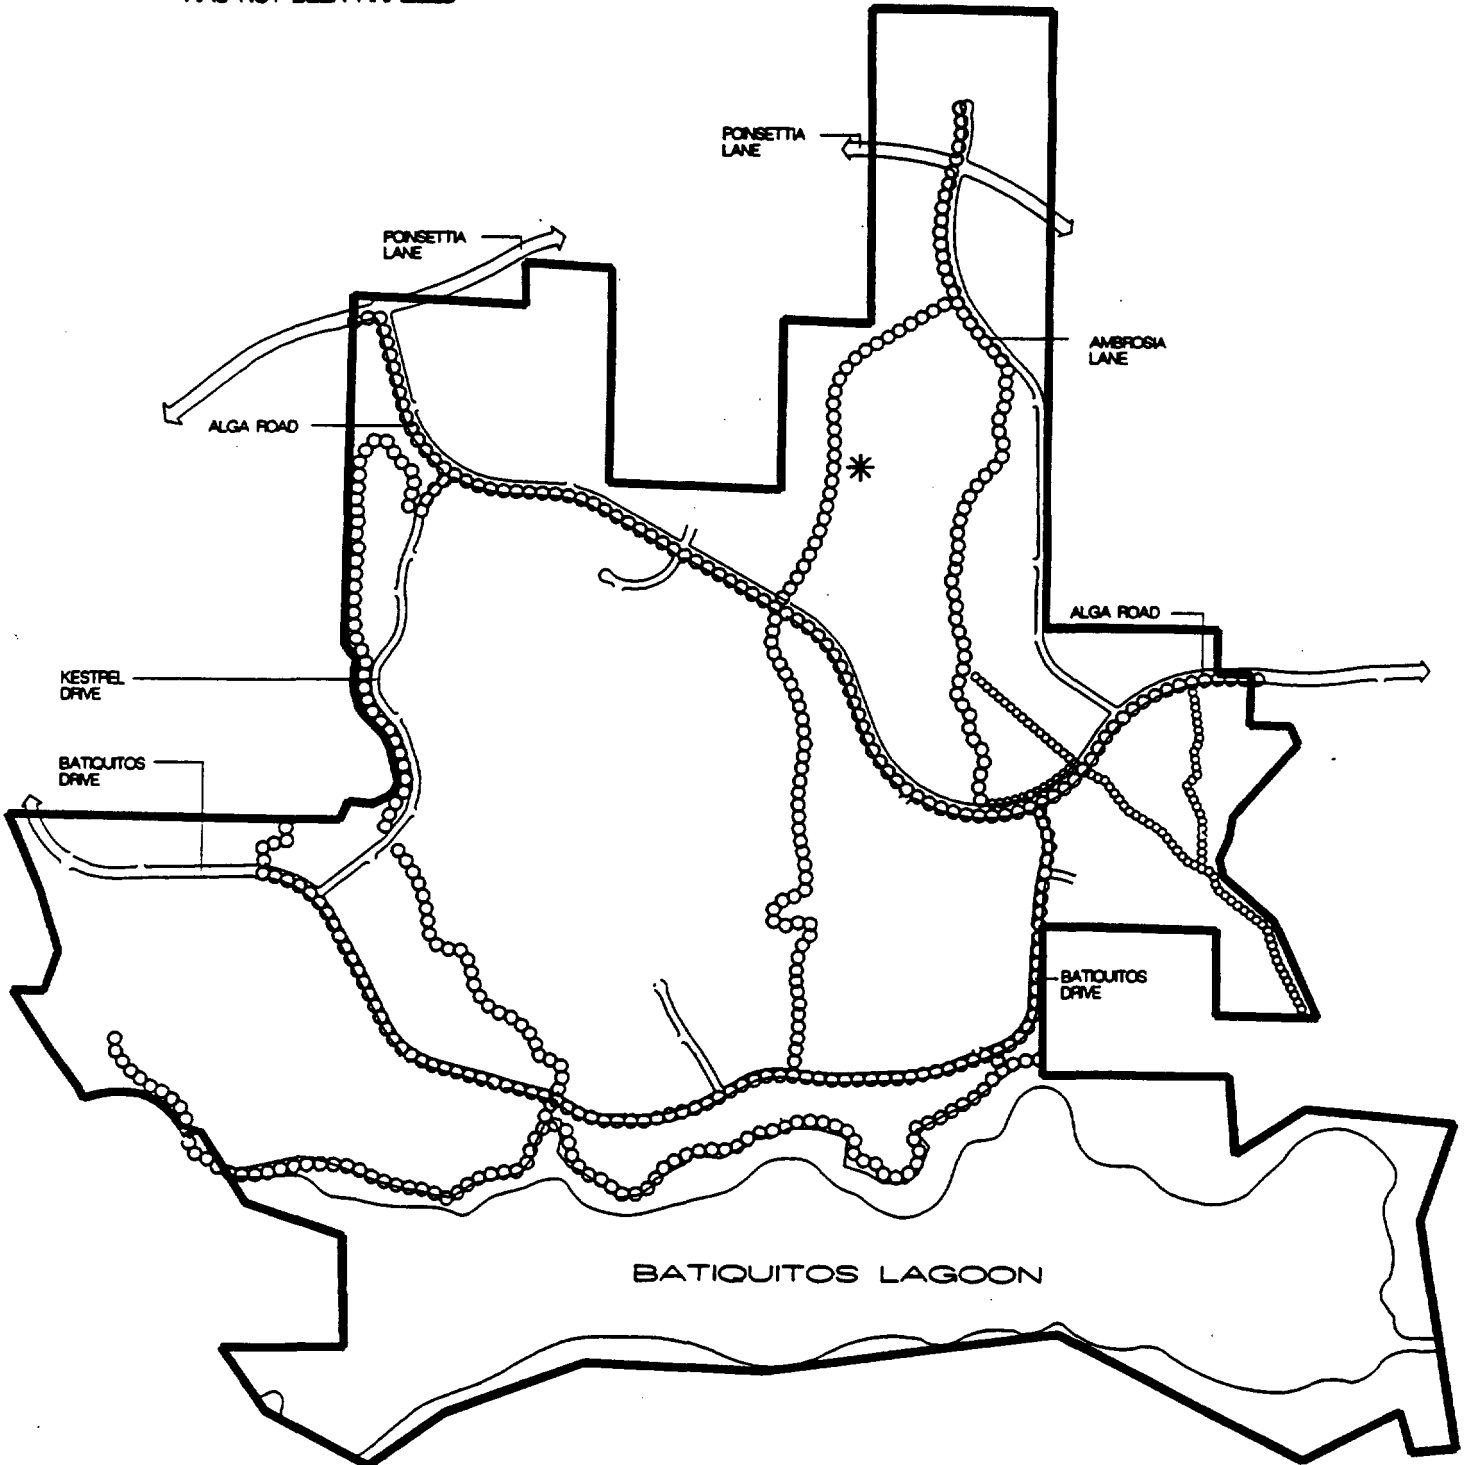 POINSETTIA
LANE
POINSETTIA
LANE
AMBROSIA
LANE
ALGA ROAD
ALGA ROAD
KESTREL
DRIVE
BATIQUITOS
DRIVE
BATIQUITOS
DRIVE
BATIQUITOS LAGOON